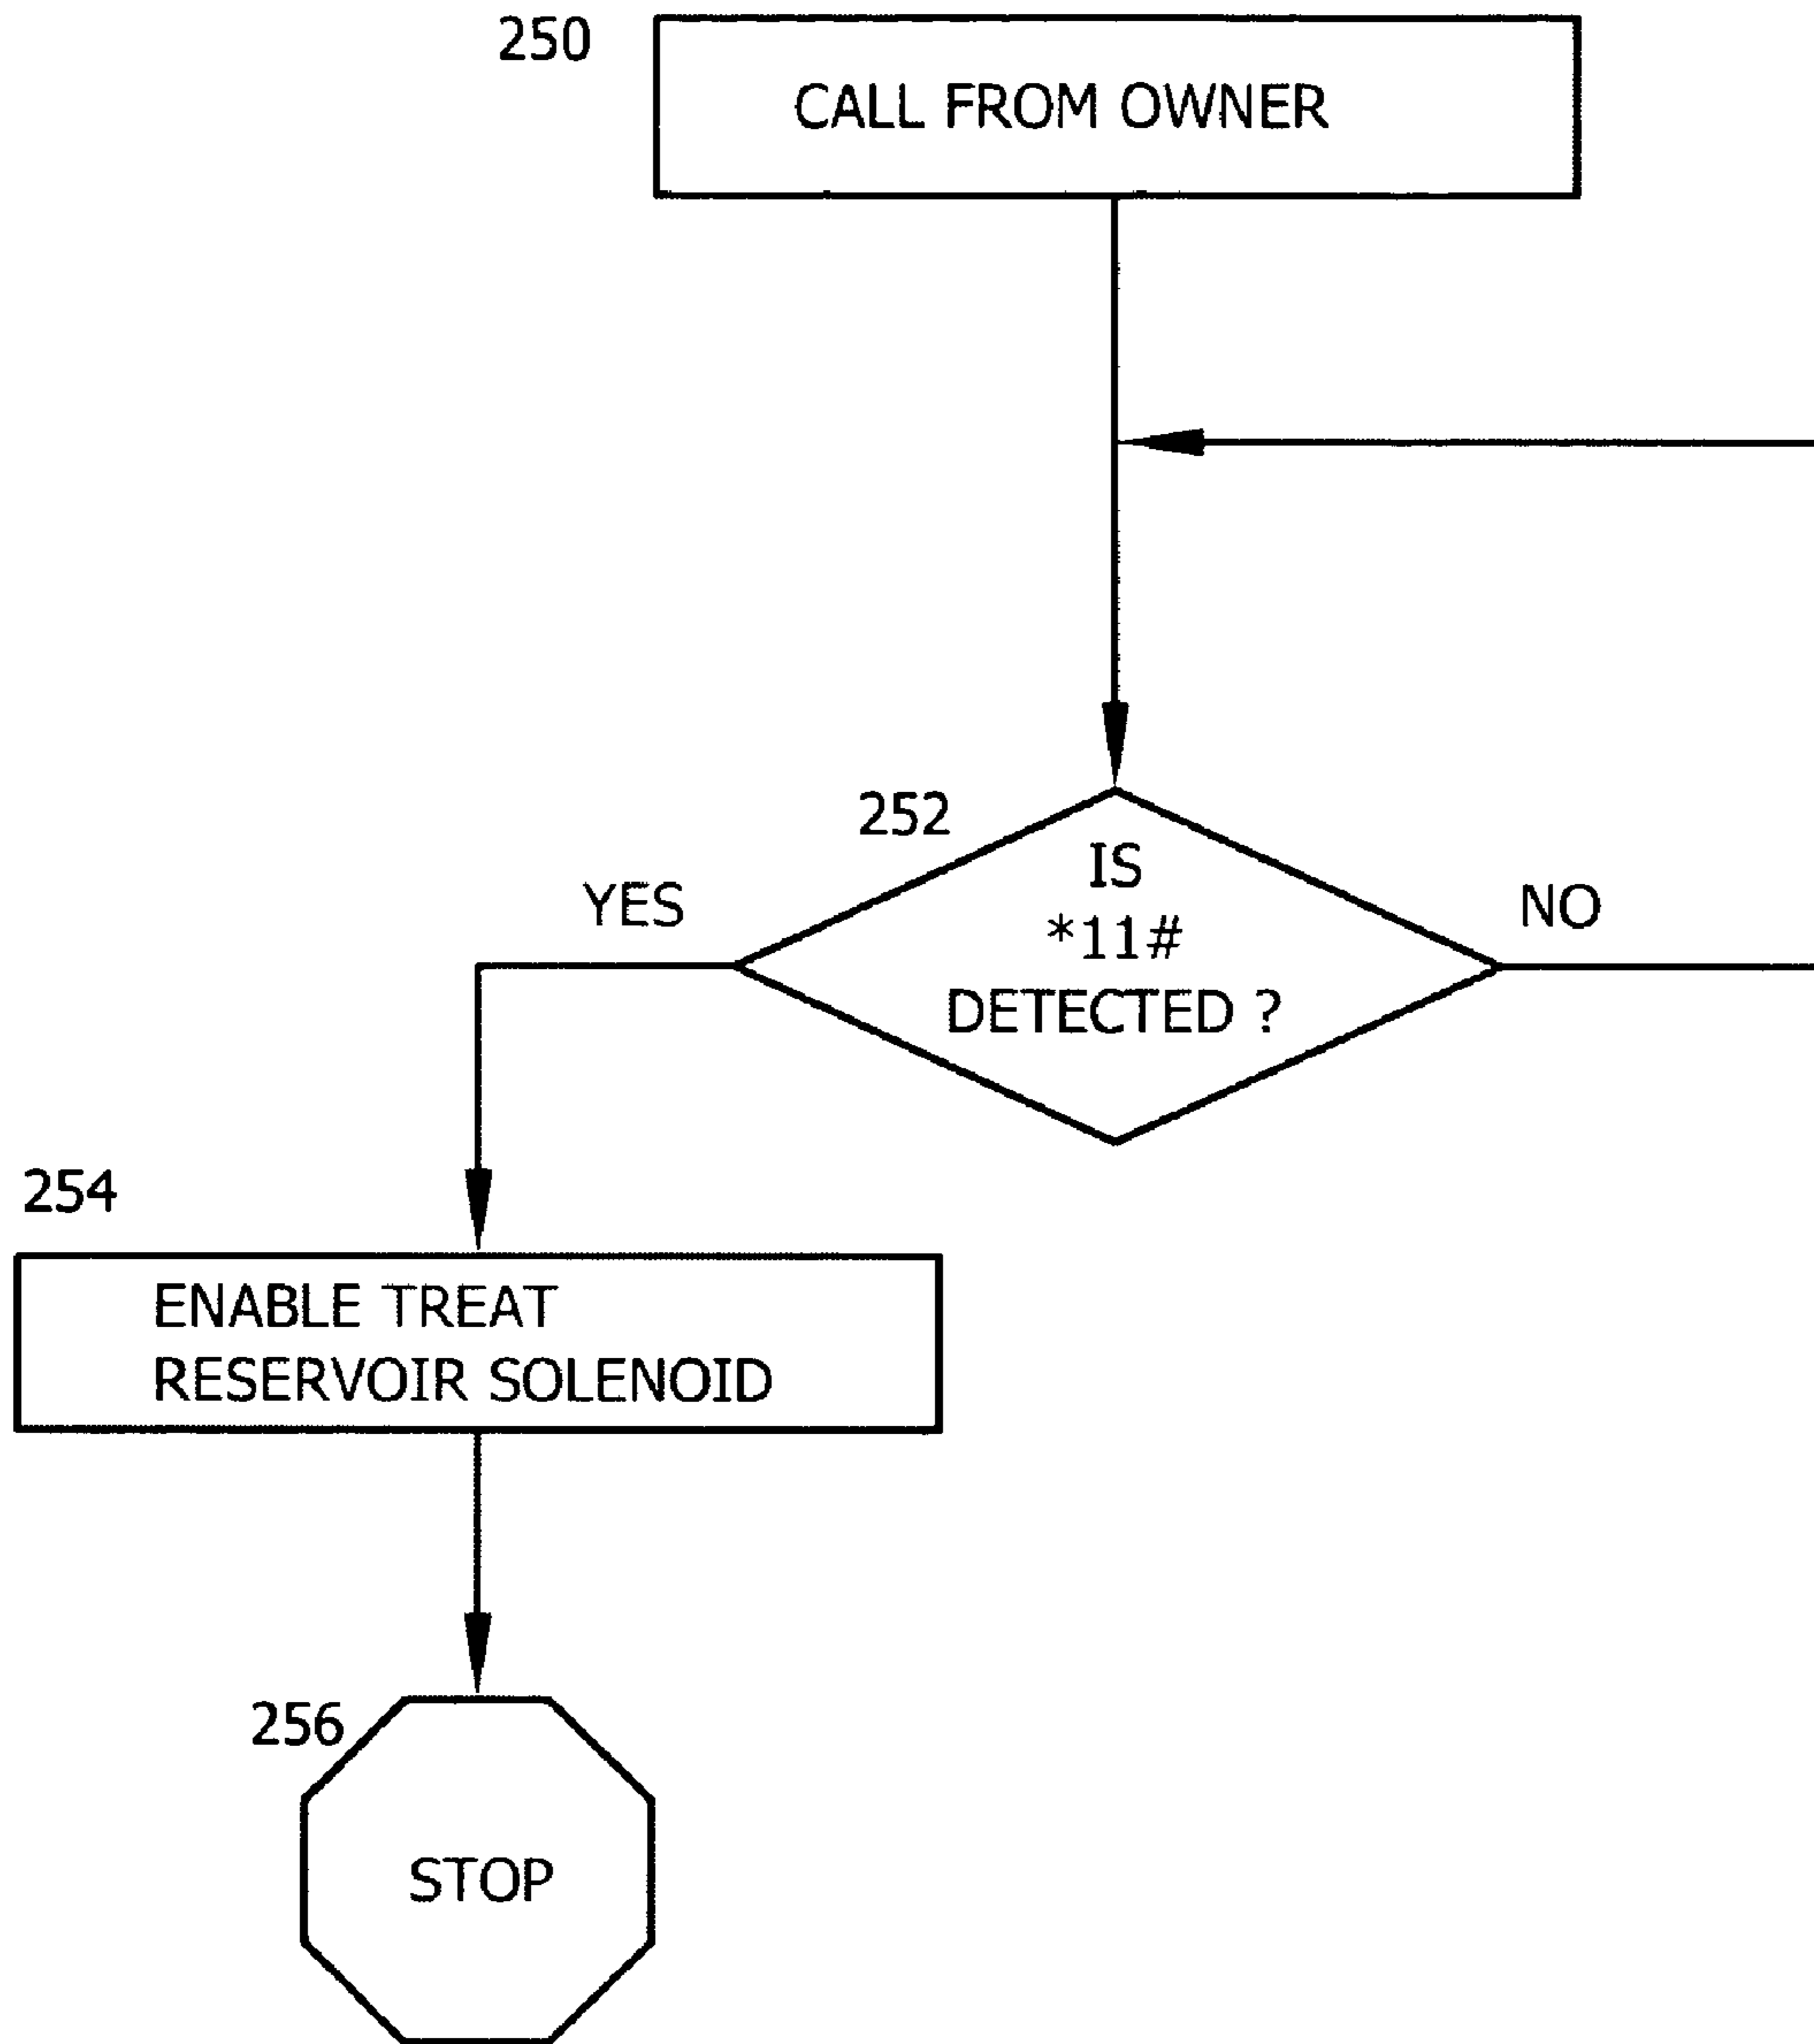 250
CALL FROM OWNER
252
IS
*11#
DETECTED ?
YES
NO
254
ENABLE TREAT
RESERVOIR SOLENOID
256
STOP